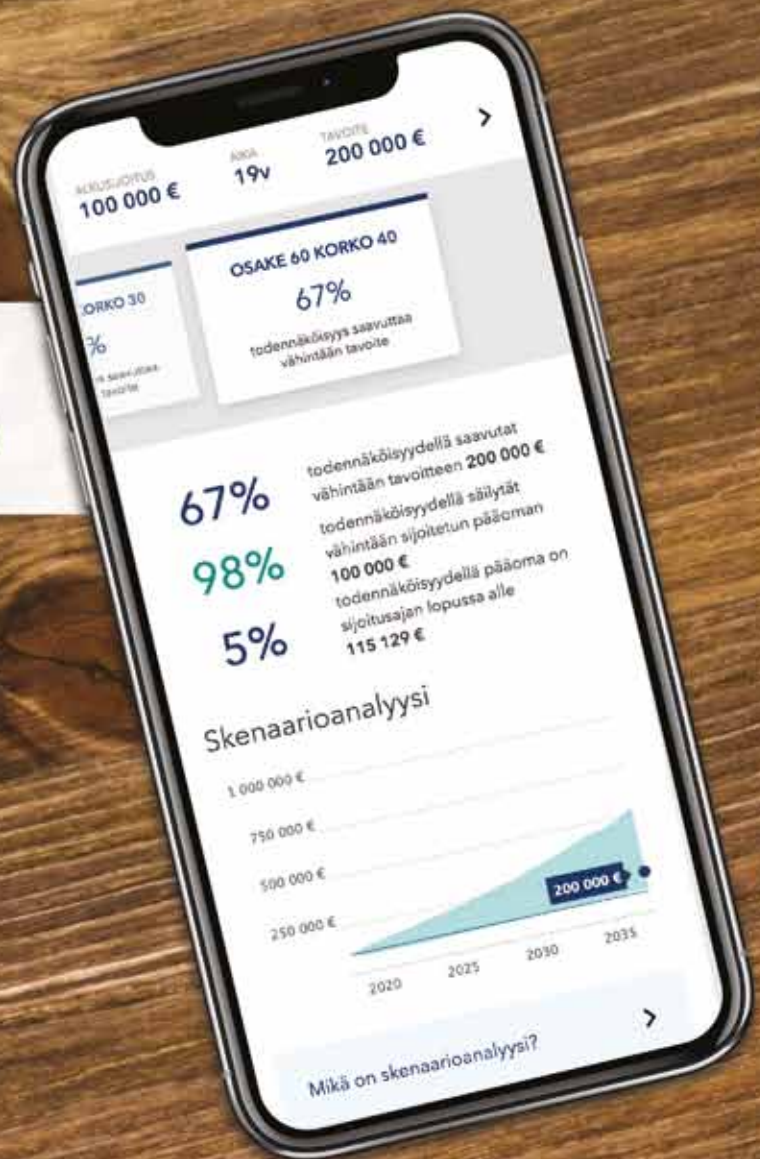 ALKUSIJOITUS
100 000 €
AIKA
19v
TAVOITE
200 000 €
ORKO 30
%
saavuttaa
tavoite
OSAKE 60 KORKO 40
67%
todennäköisyys saavuttaa
vähintään tavoite
67%
todennäköisyydellä saavutat
vähintään tavoitteen 200 000 €
98%
todennäköisyydellä säilytät
vähintään sijoitetun pääoman
100 000 €
5%
todennäköisyydellä pääoma on
sijoitusajan lopussa alle
115 129 €
Skenaarioanalyysi
1 000 000 €
750 000 €
500 000 €
250 000 €
200 000 €
2020
2025
2030
2035
Mikä on skenaarioanalyysi?